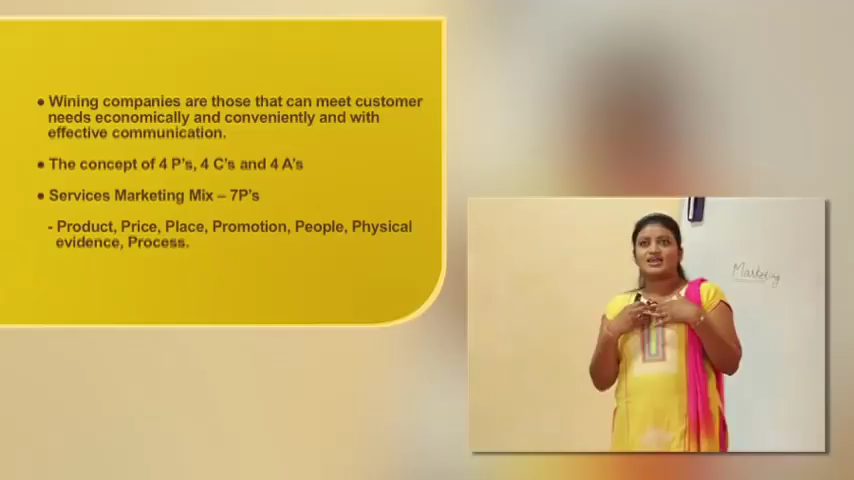 • Wining companies are those that can meet customer
needs economically and conveniently and with
effective communication.
• The concept of 4 P's, 4 C's and 4 A's
• Services Marketing Mix – 7P's
- Product, Price, Place, Promotion, People, Physical
evidence, Process.
Marketing